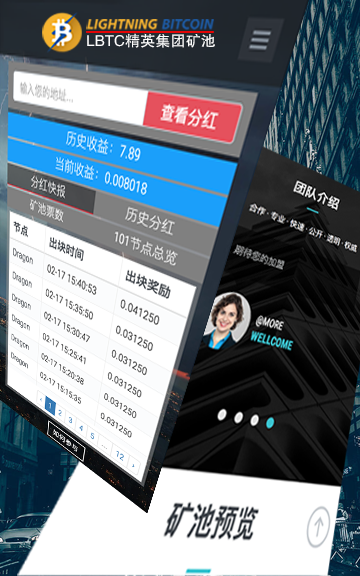 LIGHTNING BITCOIN
LBTC精英集团矿池
输入您的地址...
查看分红
历史收益：7.89
当前收益：0.008018
分红快报
历史分红
矿池票数
101节点总览
节点 出块时间 出块奖励
Dragon 02-17 15:40:53 0.041250
Dragon 02-17 15:35:50 0.031250
Dragon 02-17 15:30:47 0.031250
Dragon 02-17 15:25:41 0.031250
Dragon 02-17 15:20:38 0.031250
Dragon 02-17 15:15:35 0.031250
‹ 1 2 3 4 5 ... 12 ›
如何参与
团队介绍
合作 · 专业 · 快速 · 公开 · 透明 · 权益
期待您的加盟
@MORE
WELLCOME
矿池预览